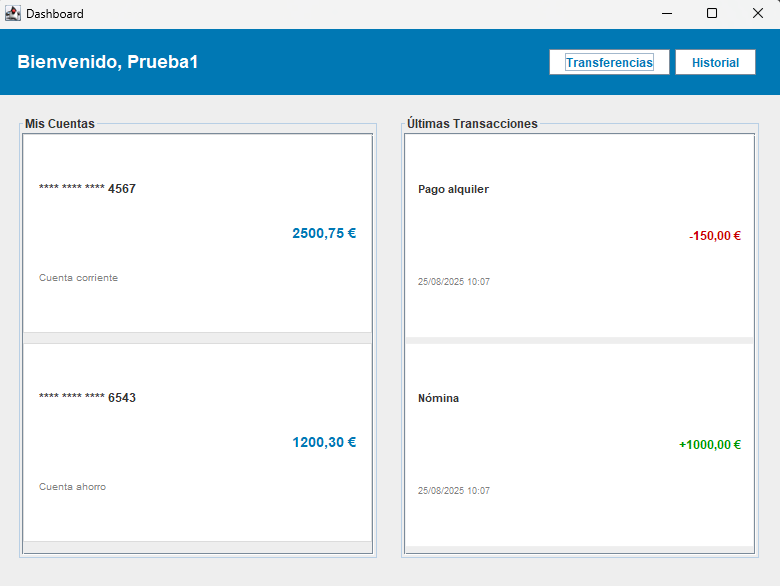 Dashboard
Bienvenido, Prueba1
Transferencias
Historial
Mis Cuentas
**** **** **** 4567
2500,75 €
Cuenta corriente
**** **** **** 6543
1200,30 €
Cuenta ahorro
Últimas Transacciones
Pago alquiler
-150,00 €
25/08/2025 10:07
Nómina
+1000,00 €
25/08/2025 10:07